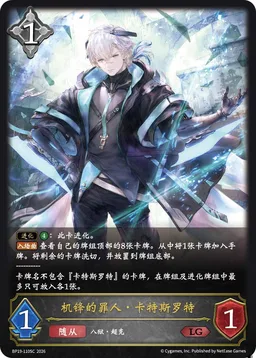 1
进化 4：此卡进化。
入场曲 查看自己的牌组顶部的8张卡牌。从中将1张卡牌加入手
牌。将剩余的卡牌洗切，并放置到牌组底部。
卡牌名不包含『卡特斯罗特』的卡牌，在牌组及进化牌组中最
多只可放入各1张。
机锋的罪人·卡特斯罗特
1
随从
八狱·超克
LG
1
BP19-119SC 2026
© Cygames, Inc. Published by NetEase Games